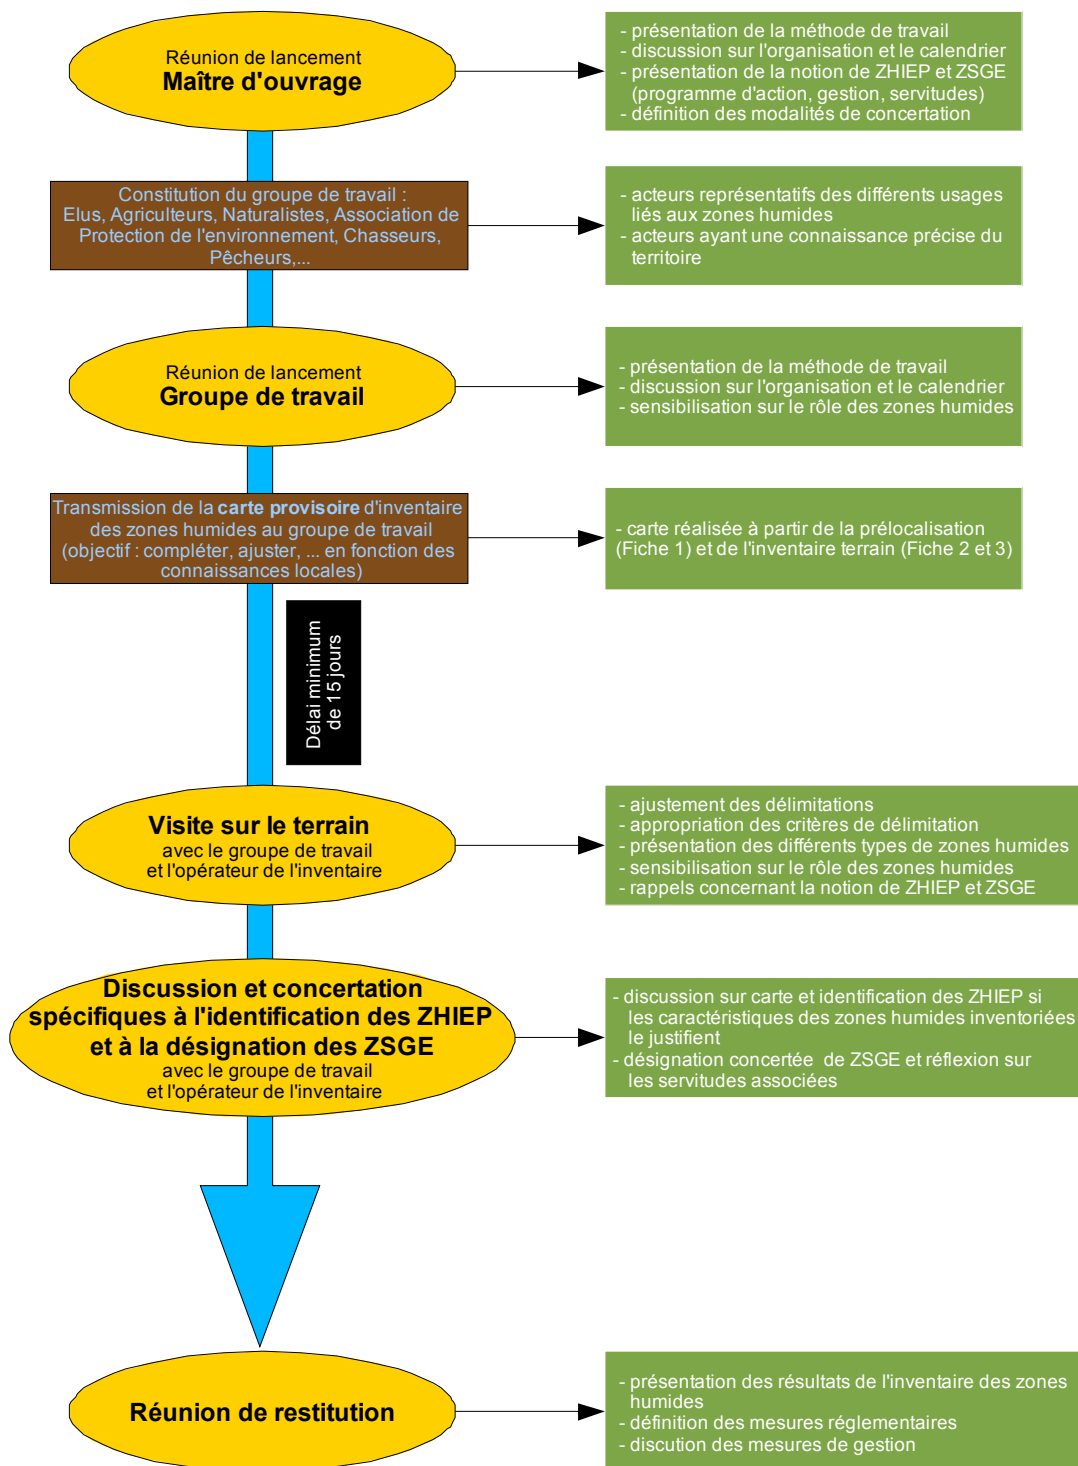 Réunion de lancement
Maître d'ouvrage
- présentation de la méthode de travail
- discussion sur l'organisation et le calendrier
- présentation de la notion de ZHIEP et ZSGE
(programme d'action, gestion, servitudes)
- définition des modalités de concertation
Constitution du groupe de travail :
Elus, Agriculteurs, Naturalistes, Association de
Protection de l'environnement, Chasseurs,
Pêcheurs,...
- acteurs représentatifs des différents usages
liés aux zones humides
- acteurs ayant une connaissance précise du
territoire
Réunion de lancement
Groupe de travail
- présentation de la méthode de travail
- discussion sur l'organisation et le calendrier
- sensibilisation sur le rôle des zones humides
Transmission de la carte provisoire d'inventaire
des zones humides au groupe de travail
(objectif : compléter, ajuster, ... en fonction des
connaissances locales)
- carte réalisée à partir de la prélocalisation
(Fiche 1) et de l'inventaire terrain (Fiche 2 et 3)
Délai minimum
de 15 jours
Visite sur le terrain
avec le groupe de travail
et l'opérateur de l'inventaire
- ajustement des délimitations
- appropriation des critères de délimitation
- présentation des différents types de zones humides
- sensibilisation sur le rôle des zones humides
- rappels concernant la notion de ZHIEP et ZSGE
Discussion et concertation
spécifiques à l'identification des ZHIEP
et à la désignation des ZSGE
avec le groupe de travail
et l'opérateur de l'inventaire
- discussion sur carte et identification des ZHIEP si
les caractéristiques des zones humides inventoriées
le justifient
- désignation concertée de ZSGE et réflexion sur
les servitudes associées
Réunion de restitution
- présentation des résultats de l'inventaire des zones
humides
- définition des mesures réglementaires
- discution des mesures de gestion